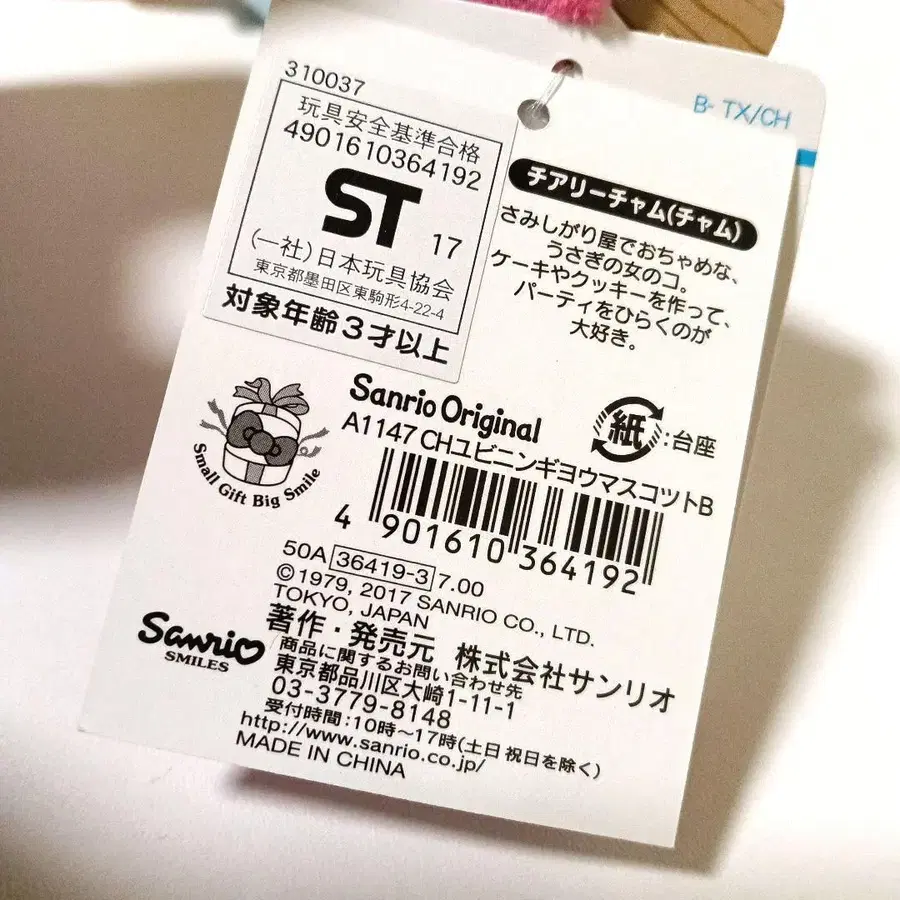 310037
玩具安全基準合格
4901610364192
ST 17
(一社)日本玩具協会
東京都墨田区東駒形4-22-4
対象年齢3才以上
B- TX/CH
チアリーチャム(チャム)
さみしがり屋でおちゃめな、
うさぎの女のコ。
ケーキやクッキーを作って、
パーティをひらくのが
大好き。
Small Gift Big Smile
Sanrio Original
紙:台座
A1147 CHユビニンギヨウマスコツトB
4 901610 364192
50A 36419-3 7.00
©1979, 2017 SANRIO CO., LTD.
TOKYO, JAPAN
Sanrio
SMILES
著作・発売元 株式会社サンリオ
商品に関するお問い合わせ先
東京都品川区大崎1-11-1
03-3779-8148
受付時間:10時～17時(土日祝日を除く)
http://www.sanrio.co.jp/
MADE IN CHINA